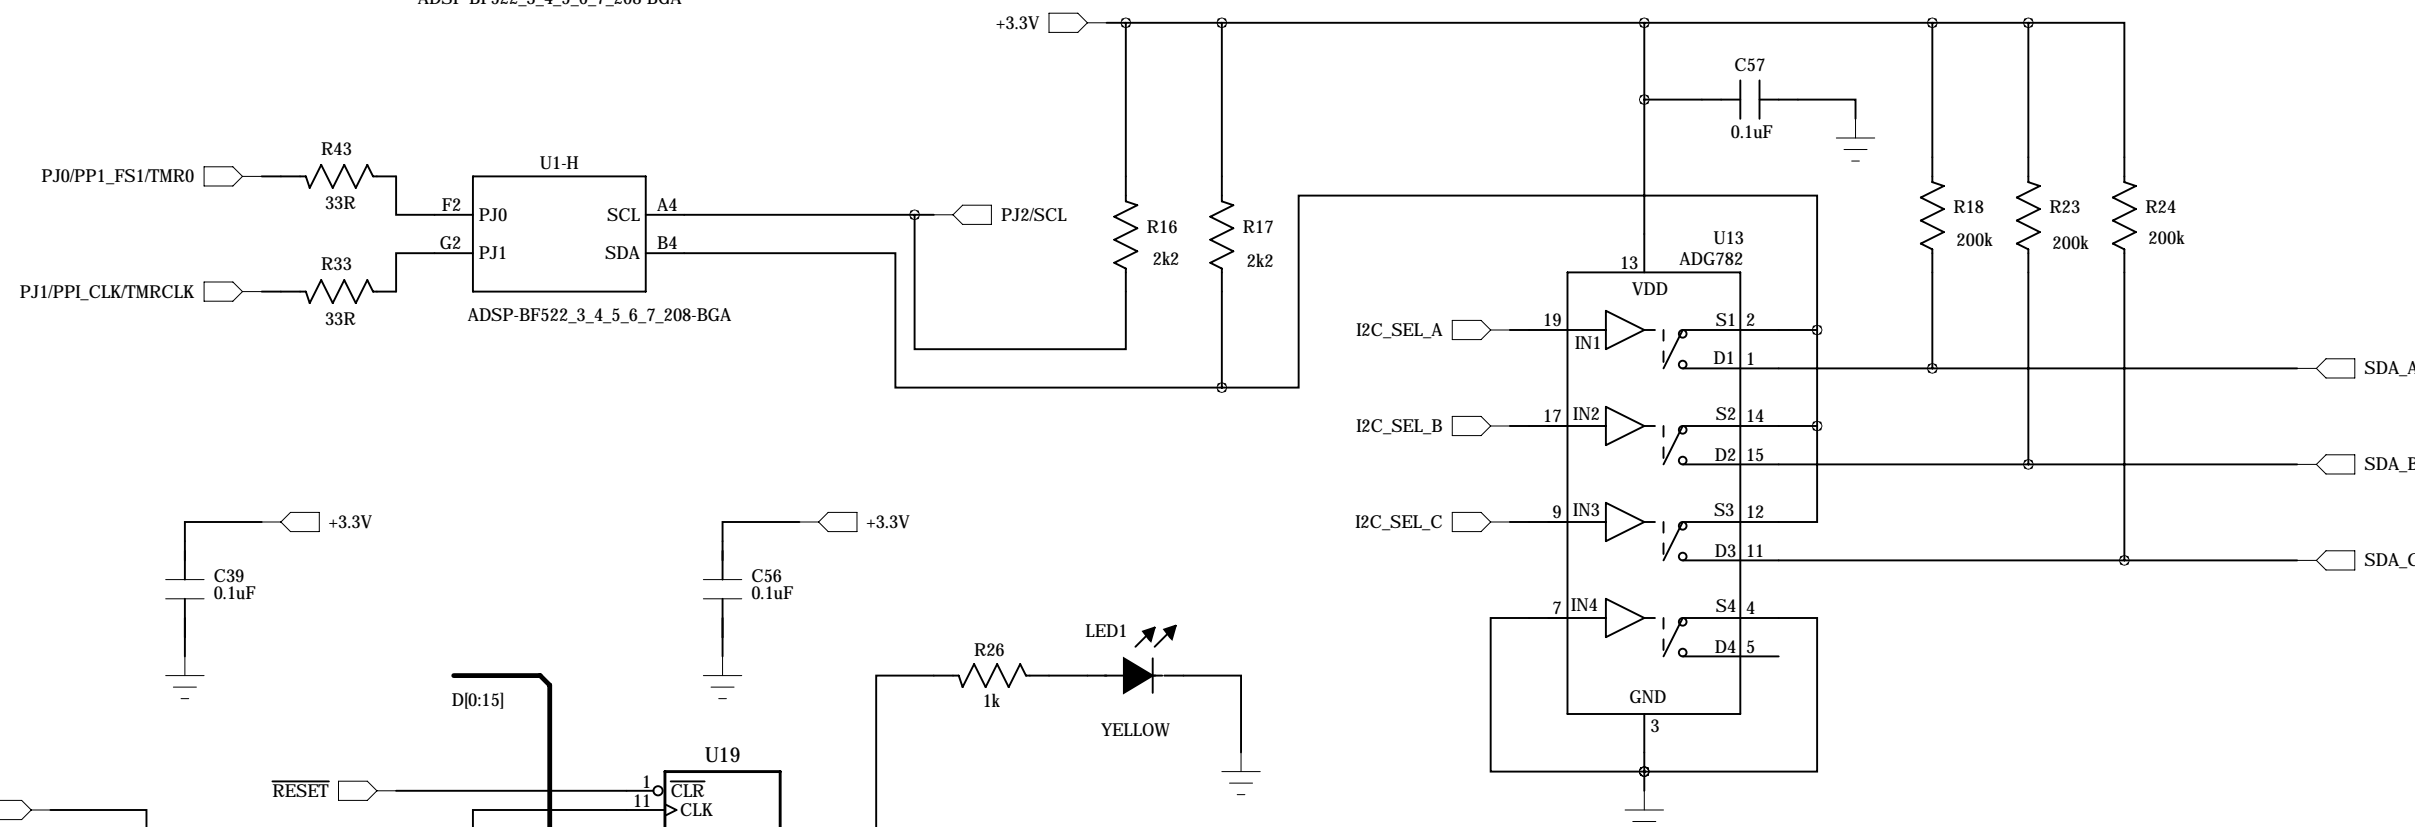 ADSP-BF522_3_4_5_6_7_208-BGA
+3.3V
C57
0.1uF
R43
33R
PJ0/PP1_FS1/TMR0
U1-H
F2
PJ0
SCL
A4
PJ2/SCL
G2
PJ1
SDA
B4
R33
33R
PJ1/PPI_CLK/TMRCLK
ADSP-BF522_3_4_5_6_7_208-BGA
R16
2k2
R17
2k2
R18
200k
R23
200k
R24
200k
U13
ADG782
13
VDD
I2C_SEL_A
19
IN1
S1
2
D1
1
SDA_A
I2C_SEL_B
17
IN2
S2
14
D2
15
SDA_B
I2C_SEL_C
9
IN3
S3
12
D3
11
7
IN4
S4
4
D4
5
GND
3
+3.3V
C39
0.1uF
+3.3V
C56
0.1uF
R26
1k
LED1
YELLOW
D[0:15]
U19
RESET
1
CLR
11
CLK